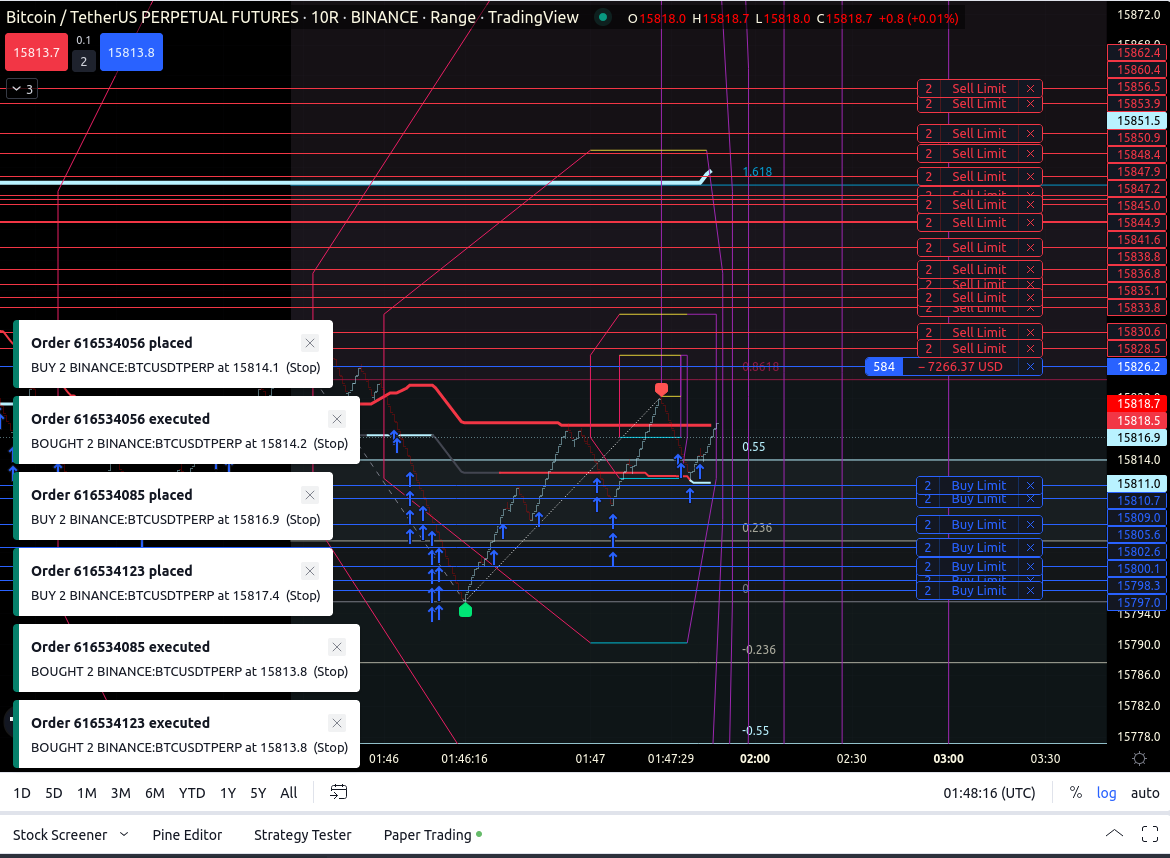 Bitcoin / TetherUS PERPETUAL FUTURES · 10R · BINANCE · Range · TradingView
O15818.0 H15818.7 L15818.0 C15818.7 +0.8 (+0.01%)
15813.7
0.1
2
15813.8
3
2 Sell Limit
2 Sell Limit
2 Sell Limit
2 Sell Limit
2 Sell Limit
Sell Limit
2 Sell Limit
2 Sell Limit
2 Sell Limit
2 Sell Limit
2 Sell Limit
2 Sell Limit
Sell Limit
2 Sell Limit
2 Sell Limit
584 −7266.37 USD
2 Buy Limit
2 Buy Limit
2 Buy Limit
2 Buy Limit
2 Buy Limit
2 Buy Limit
2 Buy Limit
1.618
0.8618
0.55
0.236
0
-0.236
-0.55
15872.0
15868.0
15862.4
15860.4
15856.5
15853.9
15851.5
15850.9
15848.4
15847.9
15847.2
15845.0
15844.9
15841.6
15838.8
15836.8
15835.1
15833.8
15830.6
15828.5
15826.2
15818.7
15818.5
15816.9
15814.0
15811.0
15810.7
15809.0
15805.6
15802.6
15800.1
15798.3
15797.0
15794.0
15790.0
15786.0
15782.0
15778.0
Order 616534056 placed
BUY 2 BINANCE:BTCUSDTPERP at 15814.1 (Stop)
Order 616534056 executed
BOUGHT 2 BINANCE:BTCUSDTPERP at 15814.2 (Stop)
Order 616534085 placed
BUY 2 BINANCE:BTCUSDTPERP at 15816.9 (Stop)
Order 616534123 placed
BUY 2 BINANCE:BTCUSDTPERP at 15817.4 (Stop)
Order 616534085 executed
BOUGHT 2 BINANCE:BTCUSDTPERP at 15813.8 (Stop)
Order 616534123 executed
BOUGHT 2 BINANCE:BTCUSDTPERP at 15813.8 (Stop)
01:46 01:46:16 01:47 01:47:29 02:00 02:30 03:00 03:30
1D 5D 1M 3M 6M YTD 1Y 5Y All 01:48:16 (UTC) % log auto
Stock Screener Pine Editor Strategy Tester Paper Trading